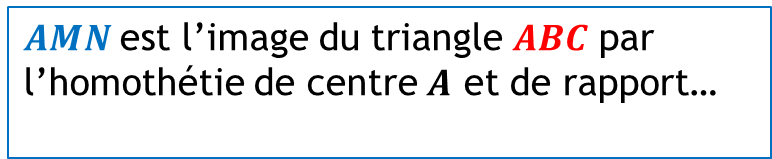 AMN est l’image du triangle ABC par
l’homothétie de centre A et de rapport…